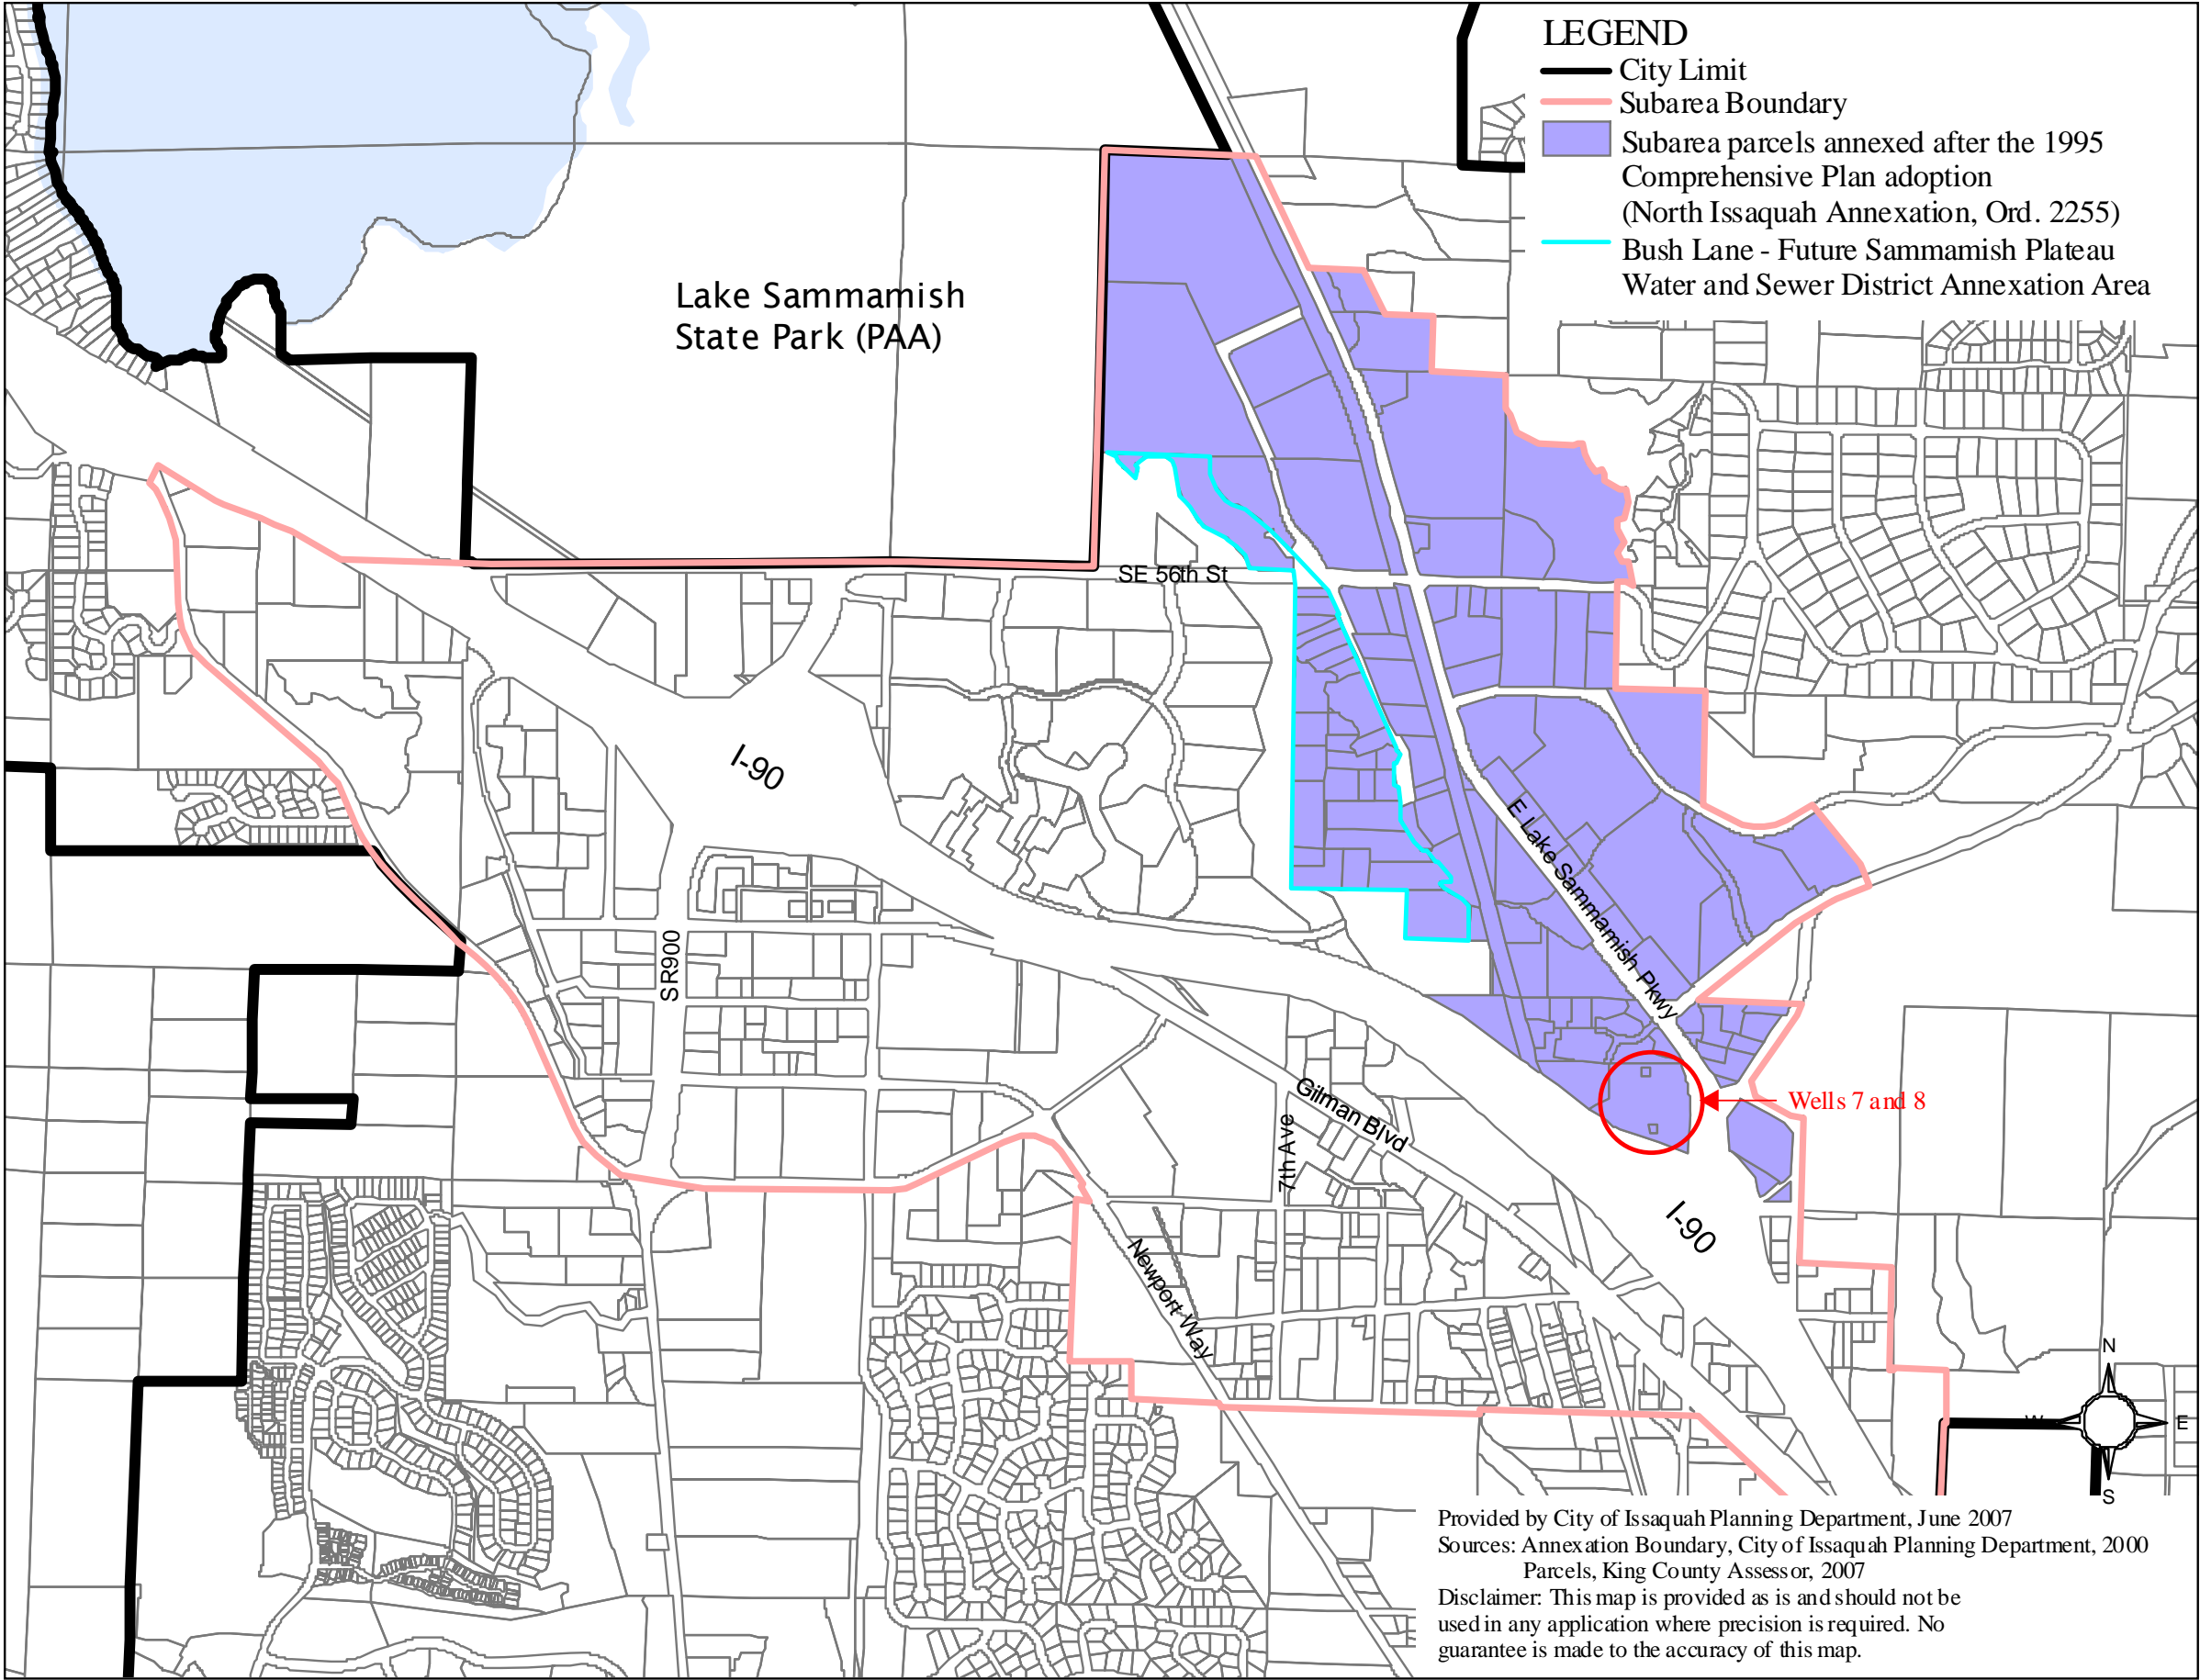 LEGEND
City Limit
Subarea Boundary
Subarea parcels annexed after the 1995
Comprehensive Plan adoption
(North Issaquah Annexation, Ord. 2255)
Bush Lane - Future Sammamish Plateau
Water and Sewer District Annexation Area
Lake Sammamish
State Park (PAA)
SE 56th St
I-90
E Lake Sammamish Pkwy
SR900
Gilman Blvd
7th Ave
Wells 7 and 8
I-90
Newport Way
N
W
E
S
Provided by City of Issaquah Planning Department, June 2007
Sources: Annexation Boundary, City of Issaquah Planning Department, 2000
Parcels, King County Assessor, 2007
Disclaimer: This map is provided as is and should not be
used in any application where precision is required. No
guarantee is made to the accuracy of this map.